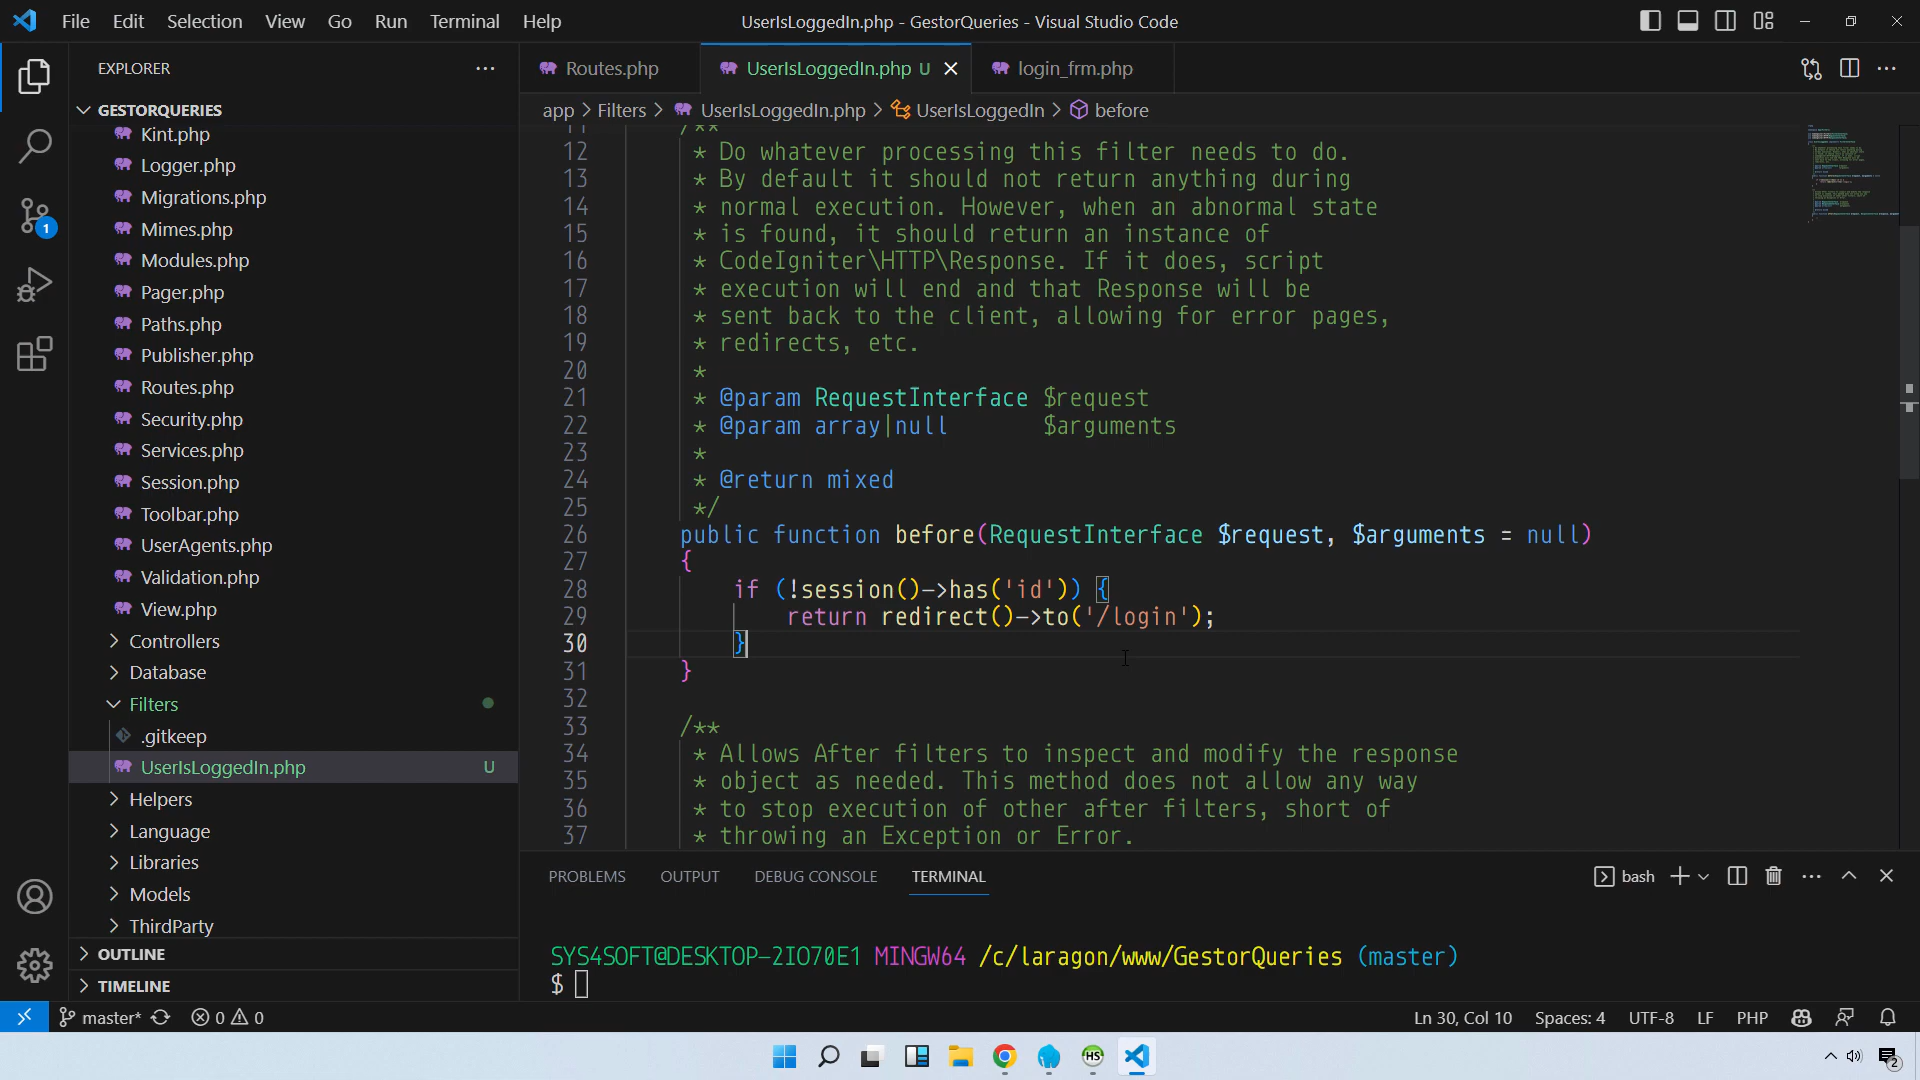 File Edit Selection View Go Run Terminal Help
UserIsLoggedIn.php - GestorQueries - Visual Studio Code
EXPLORER
GESTORQUERIES
Kint.php
Logger.php
Migrations.php
Mimes.php
Modules.php
Pager.php
Paths.php
Publisher.php
Routes.php
Security.php
Services.php
Session.php
Toolbar.php
UserAgents.php
Validation.php
View.php
Controllers
Database
Filters
.gitkeep
UserIsLoggedIn.php U
Helpers
Language
Libraries
Models
ThirdParty
OUTLINE
TIMELINE
1
Routes.php
UserIsLoggedIn.php U
login_frm.php
app > Filters > UserIsLoggedIn.php > UserIsLoggedIn > before
11 /**
12 * Do whatever processing this filter needs to do.
13 * By default it should not return anything during
14 * normal execution. However, when an abnormal state
15 * is found, it should return an instance of
16 * CodeIgniter\HTTP\Response. If it does, script
17 * execution will end and that Response will be
18 * sent back to the client, allowing for error pages,
19 * redirects, etc.
20 *
21 * @param RequestInterface $request
22 * @param array|null $arguments
23 *
24 * @return mixed
25 */
26 public function before(RequestInterface $request, $arguments = null)
27 {
28 if (!session()->has('id')) {
29 return redirect()->to('/login');
30 }
31 }
32
33 /**
34 * Allows After filters to inspect and modify the response
35 * object as needed. This method does not allow any way
36 * to stop execution of other after filters, short of
37 * throwing an Exception or Error.
PROBLEMS OUTPUT DEBUG CONSOLE TERMINAL
bash
SYS4SOFT@DESKTOP-2IO70E1 MINGW64 /c/laragon/www/GestorQueries (master)
$
master* 0 0
Ln 30, Col 10 Spaces: 4 UTF-8 LF PHP
HS
2